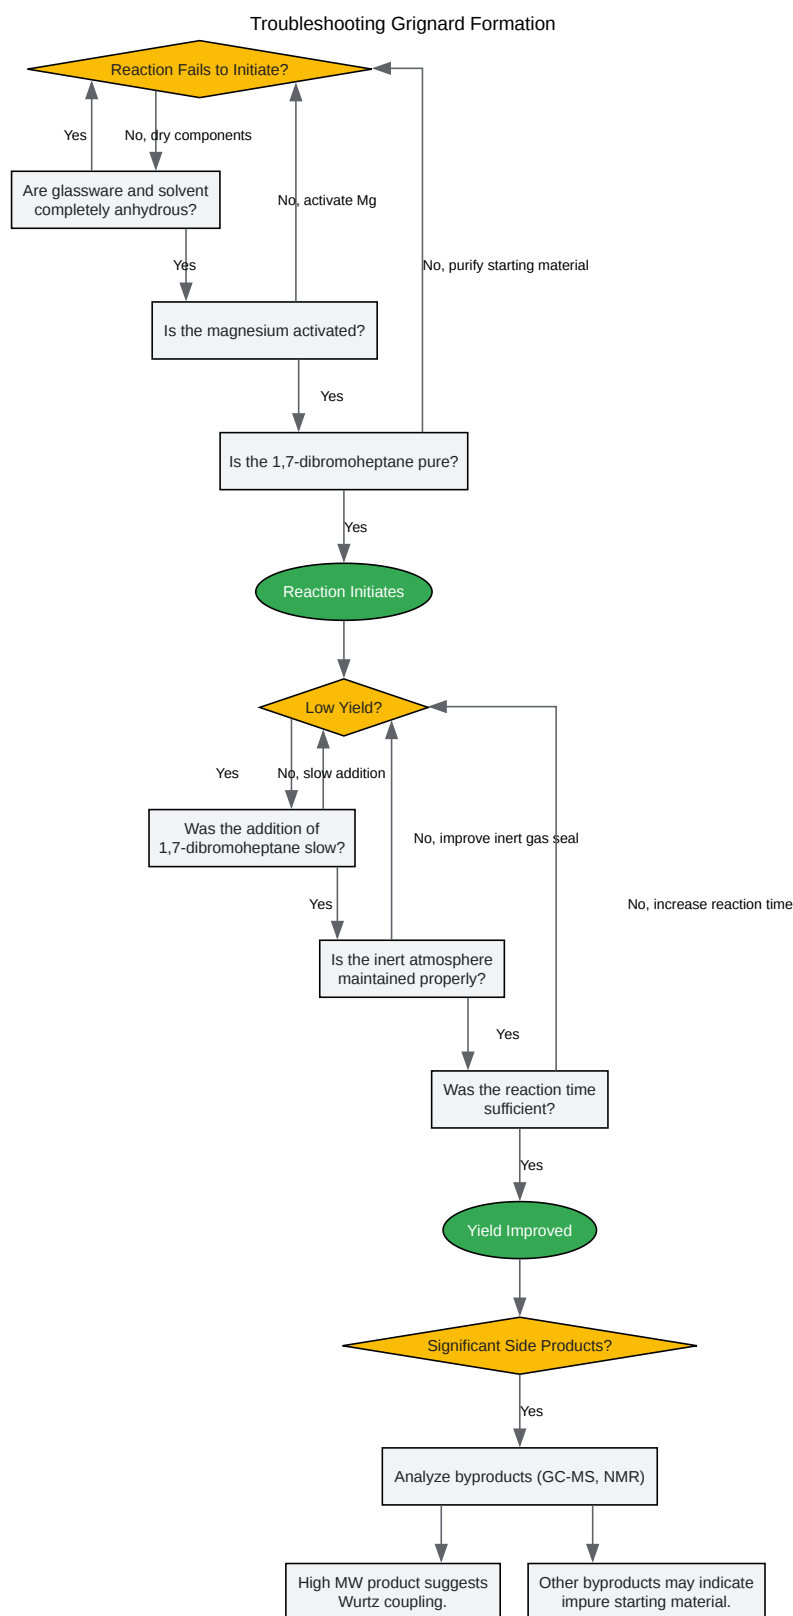 Troubleshooting Grignard Formation
Reaction Fails to Initiate?
Yes
No, dry components
Are glassware and solvent
completely anhydrous?
No, activate Mg
Yes
No, purify starting material
Is the magnesium activated?
Yes
Is the 1,7-dibromoheptane pure?
Yes
Reaction Initiates
Low Yield?
Yes
No, slow addition
Was the addition of
1,7-dibromoheptane slow?
No, improve inert gas seal
Yes
No, increase reaction time
Is the inert atmosphere
maintained properly?
Yes
Was the reaction time
sufficient?
Yes
Yield Improved
Significant Side Products?
Yes
Analyze byproducts (GC-MS, NMR)
High MW product suggests
Wurtz coupling.
Other byproducts may indicate
impure starting material.